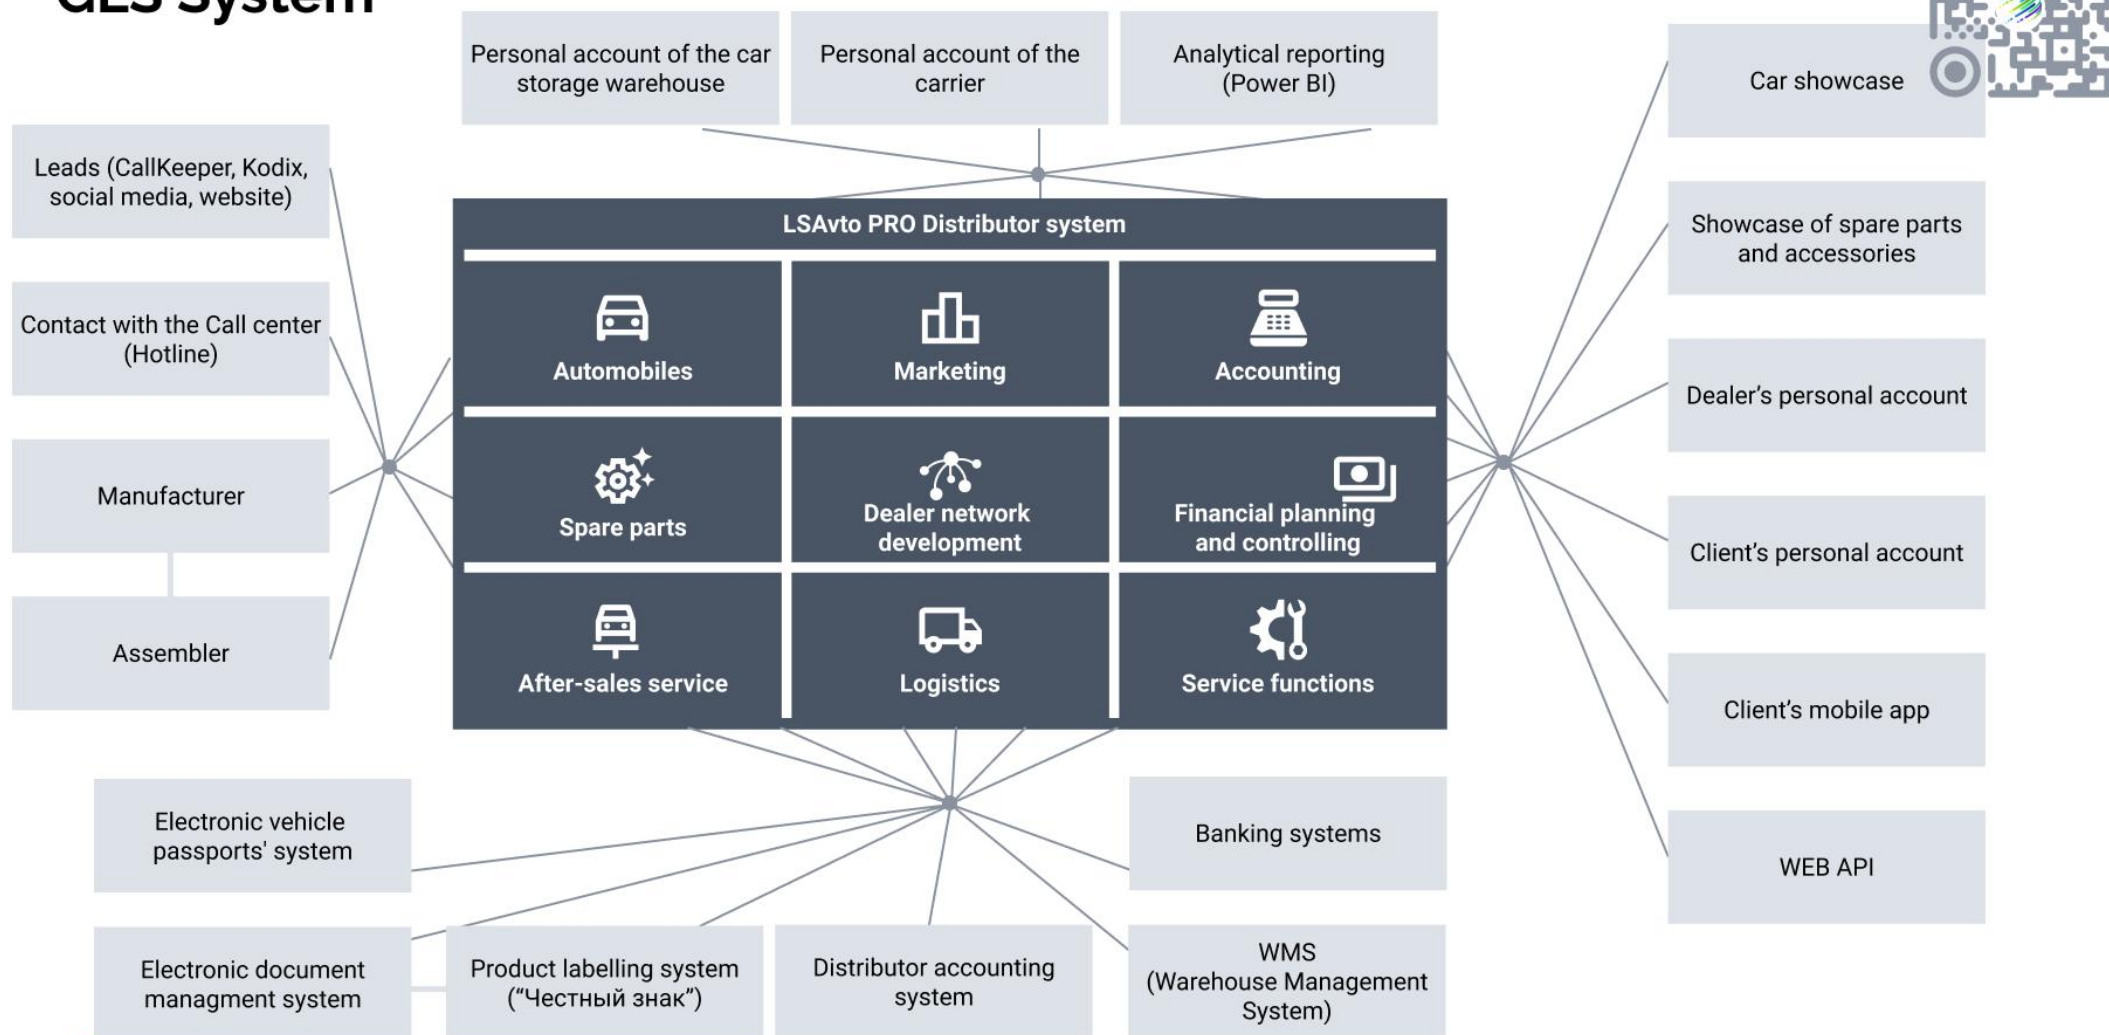 GLS System
Personal account of the car
storage warehouse
Personal account of the
carrier
Analytical reporting
(Power BI)
Car showcase
Leads (CallKeeper, Kodix,
social media, website)
Showcase of spare parts
and accessories
LSAvto PRO Distributor system
Contact with the Call center
(Hotline)
Automobiles
Marketing
Accounting
Dealer's personal account
Manufacturer
Spare parts
Dealer network
development
Financial planning
and controlling
Client's personal account
Assembler
After-sales service
Logistics
Service functions
Client's mobile app
Electronic vehicle
passports' system
Banking systems
WEB API
Electronic document
managment system
Product labelling system
("Честный знак")
Distributor accounting
system
WMS
(Warehouse Management
System)